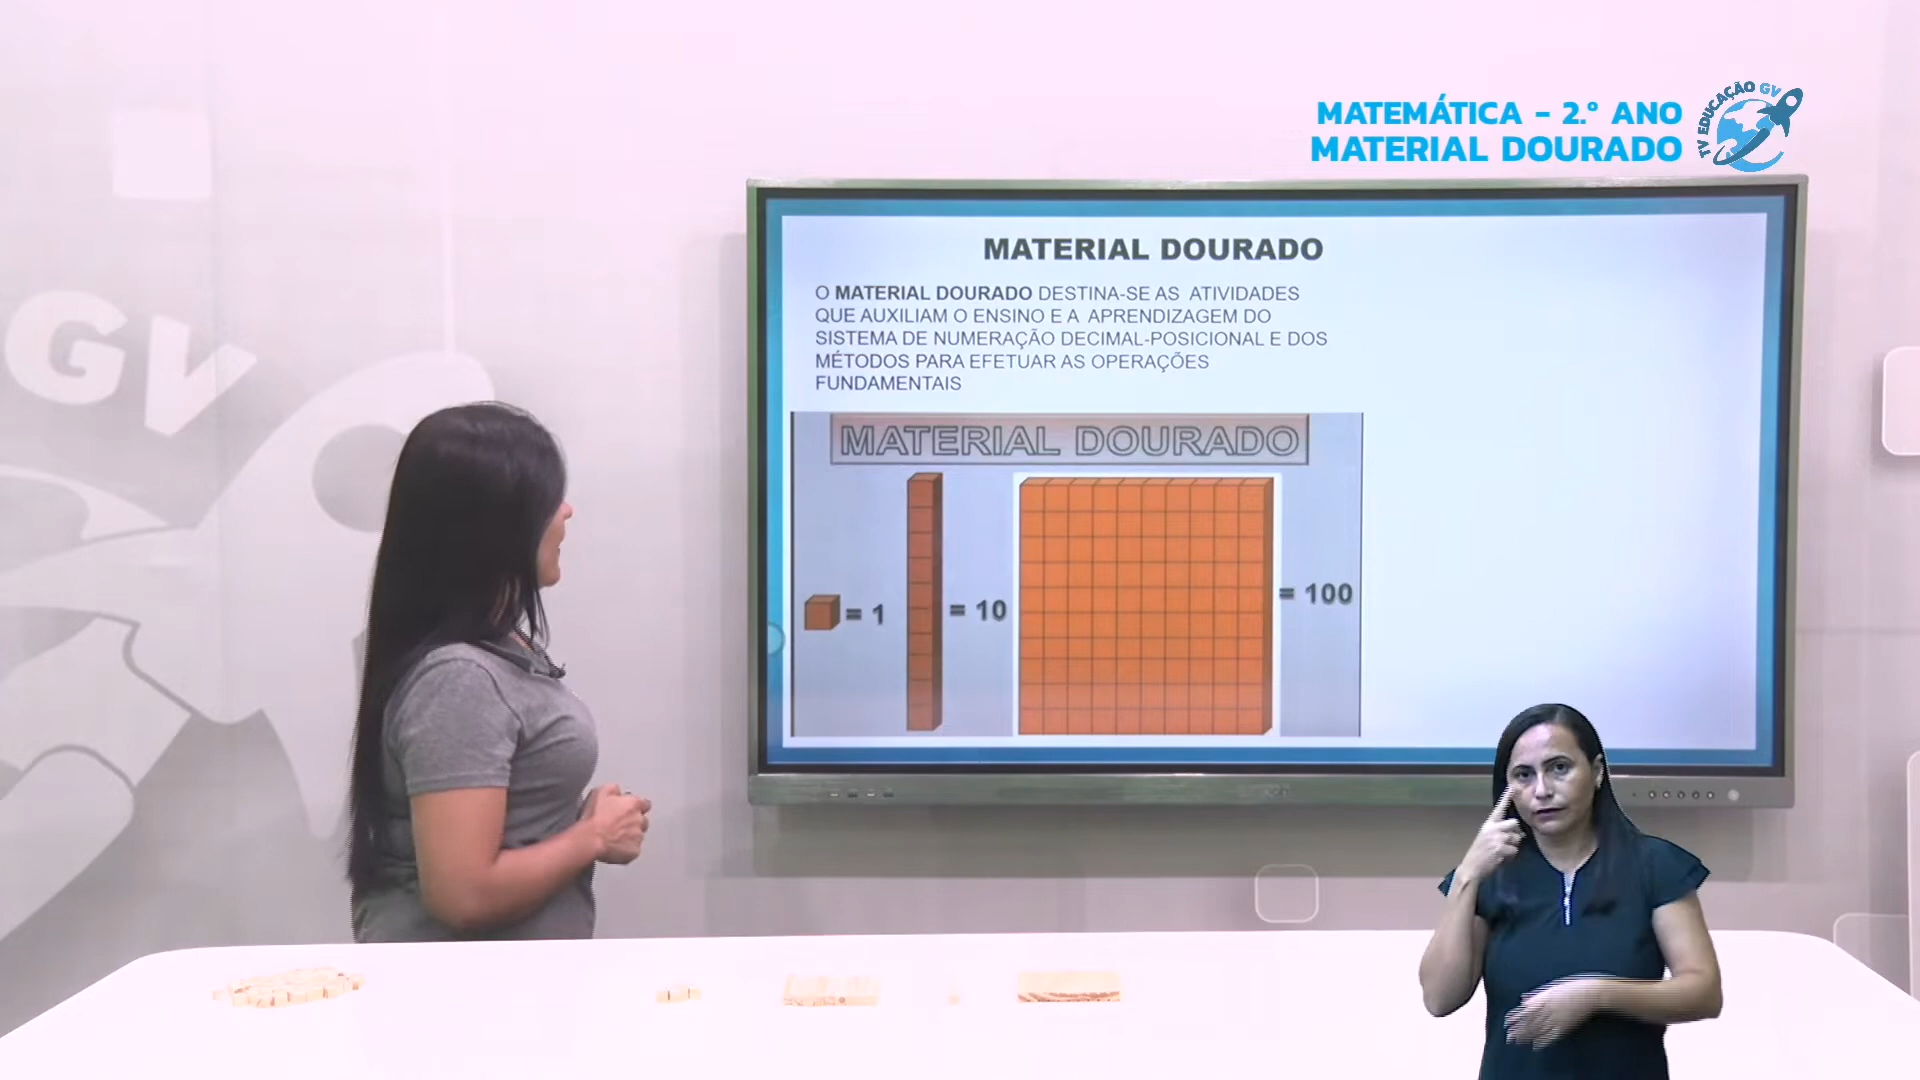 MATEMÁTICA - 2.º ANO
MATERIAL DOURADO
TV EDUCAÇÃO GV
GV
MATERIAL DOURADO
O MATERIAL DOURADO DESTINA-SE AS ATIVIDADES
QUE AUXILIAM O ENSINO E A APRENDIZAGEM DO
SISTEMA DE NUMERAÇÃO DECIMAL-POSICIONAL E DOS
MÉTODOS PARA EFETUAR AS OPERAÇÕES
FUNDAMENTAIS
MATERIAL DOURADO
= 1
= 10
= 100